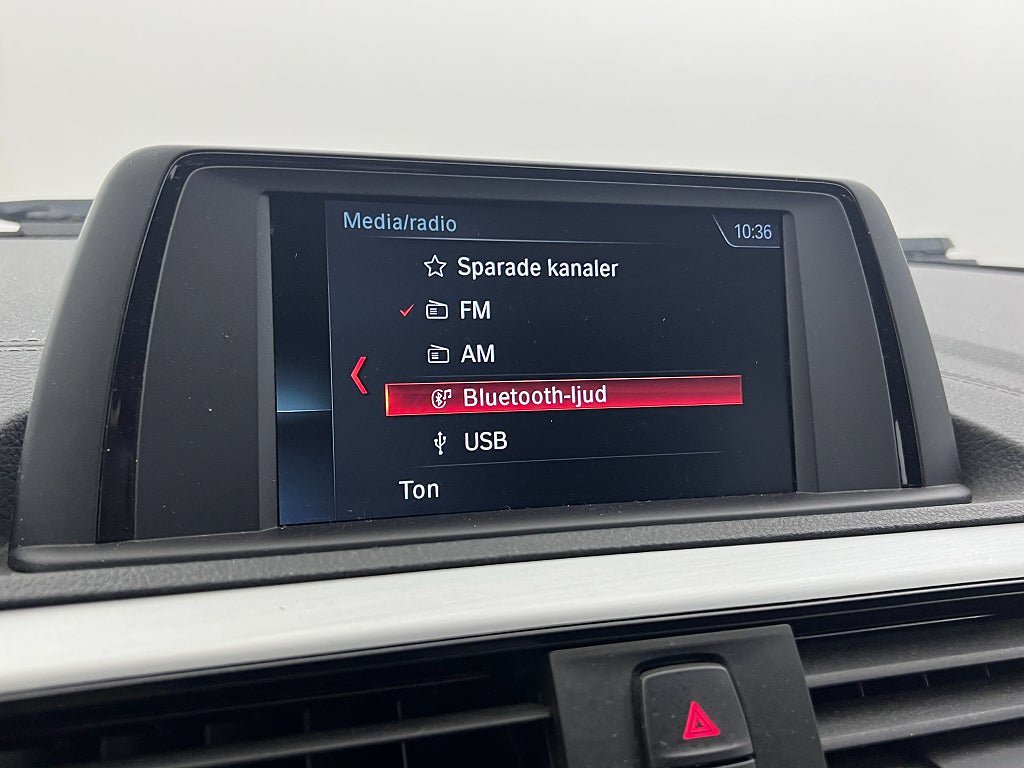 Media/radio
10:36
Sparade kanaler
FM
AM
Bluetooth-ljud
USB
Ton